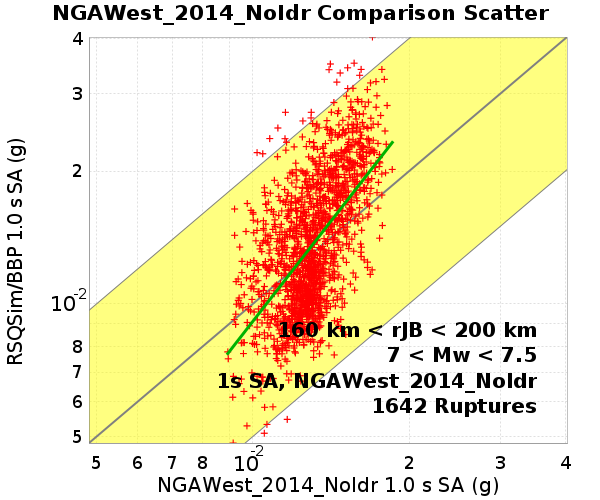 NGAWest_2014_NoIdr Comparison Scatter
4
3
2
10-2
8
7
6
5
RSQSim/BBP 1.0 s SA (g)
160 km < rJB < 200 km
7 < Mw < 7.5
1s SA, NGAWest_2014_NoIdr
1642 Ruptures
5 6 7 8 10-2 2 3 4
NGAWest_2014_NoIdr 1.0 s SA (g)